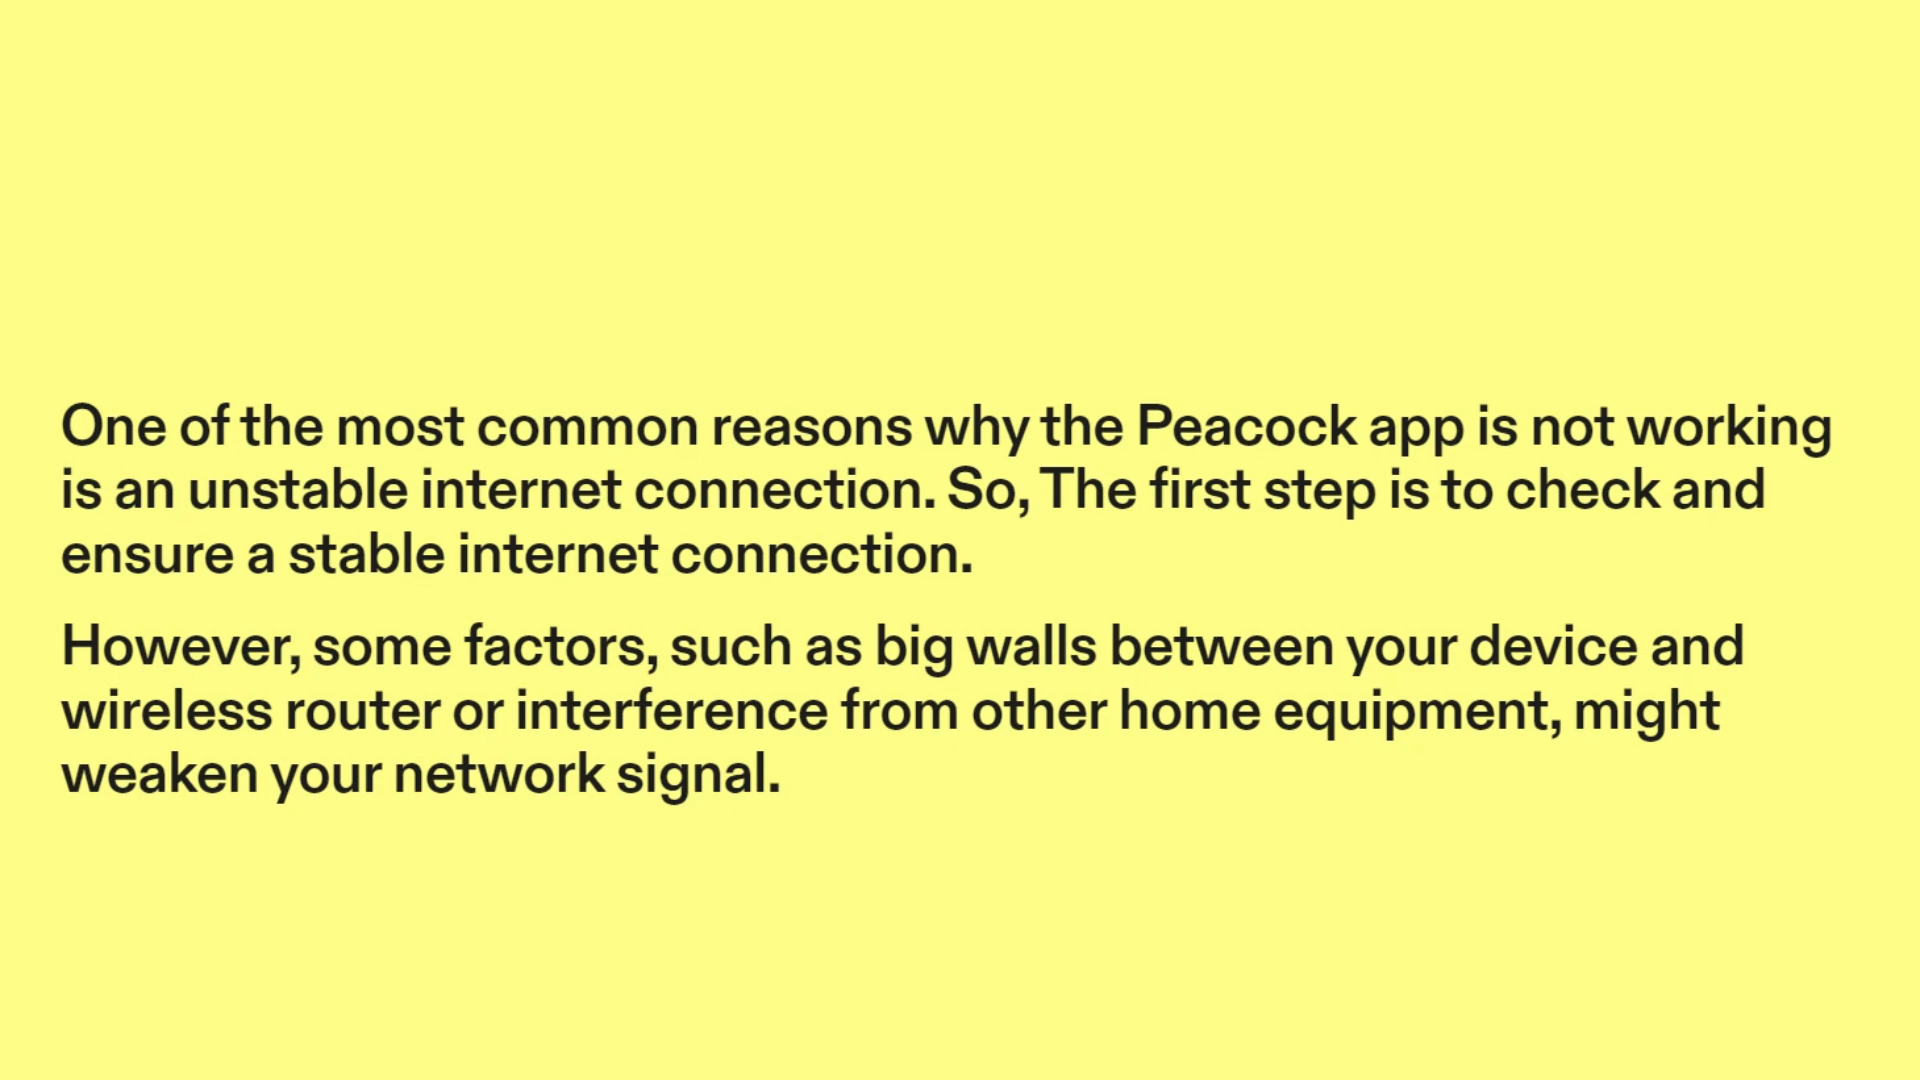 One of the most common reasons why the Peacock app is not working
is an unstable internet connection. So, The first step is to check and
ensure a stable internet connection.
However, some factors, such as big walls between your device and
wireless router or interference from other home equipment, might
weaken your network signal.